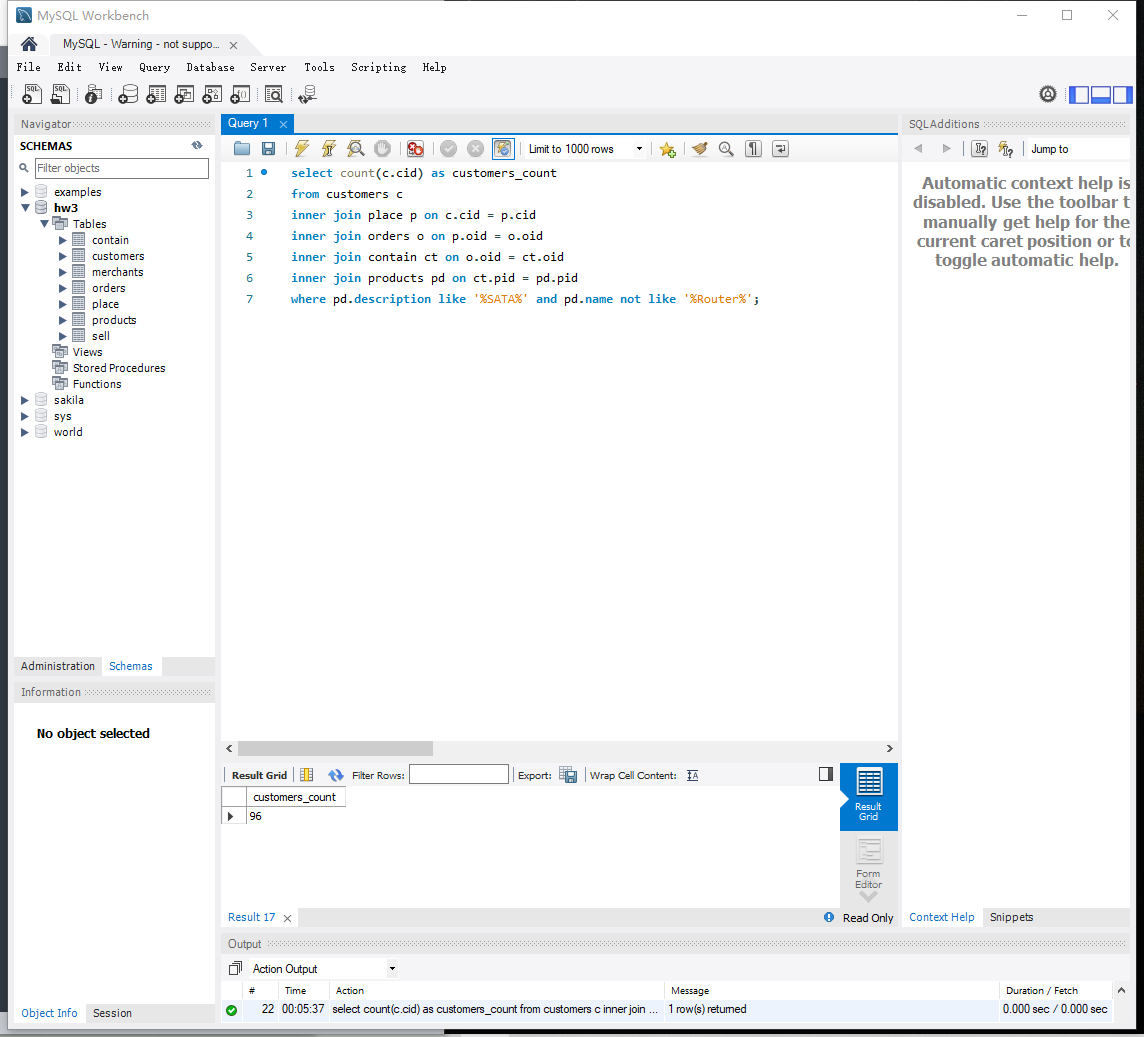 MySQL Workbench
MySQL - Warning - not suppo...
File Edit View Query Database Server Tools Scripting Help
Navigator
SCHEMAS
Filter objects
examples
hw3
Tables
contain
customers
merchants
orders
place
products
sell
Views
Stored Procedures
Functions
sakila
sys
world
Administration Schemas
Information
No object selected
Object Info Session
Query 1
Limit to 1000 rows
1 select count(c.cid) as customers_count
2 from customers c
3 inner join place p on c.cid = p.cid
4 inner join orders o on p.oid = o.oid
5 inner join contain ct on o.oid = ct.oid
6 inner join products pd on ct.pid = pd.pid
7 where pd.description like '%SATA%' and pd.name not like '%Router%';
Result Grid Filter Rows: Export: Wrap Cell Content:
customers_count
96
Result
Grid
Form
Editor
Result 17
Read Only
SQLAdditions
Jump to
Automatic context help is
disabled. Use the toolbar t
manually get help for the
current caret position or to
toggle automatic help.
Context Help Snippets
Output
Action Output
# Time Action Message Duration / Fetch
22 00:05:37 select count(c.cid) as customers_count from customers c inner join ... 1 row(s) returned 0.000 sec / 0.000 sec